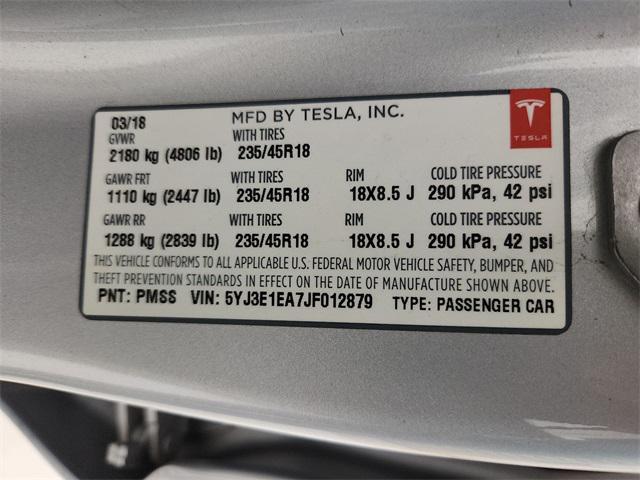 03/18 MFD BY TESLA, INC.
GVWR WITH TIRES
2180 kg (4806 lb) 235/45R18
GAWR FRT WITH TIRES RIM COLD TIRE PRESSURE
1110 kg (2447 lb) 235/45R18 18X8.5 J 290 kPa, 42 psi
GAWR RR WITH TIRES RIM COLD TIRE PRESSURE
1288 kg (2839 lb) 235/45R18 18X8.5 J 290 kPa, 42 psi
THIS VEHICLE CONFORMS TO ALL APPLICABLE U.S. FEDERAL MOTOR VEHICLE SAFETY, BUMPER, AND
THEFT PREVENTION STANDARDS IN EFFECT ON THE DATE OF MANUFACTURE SHOWN ABOVE.
PNT: PMSS VIN: 5YJ3E1EA7JF012879 TYPE: PASSENGER CAR
TESLA